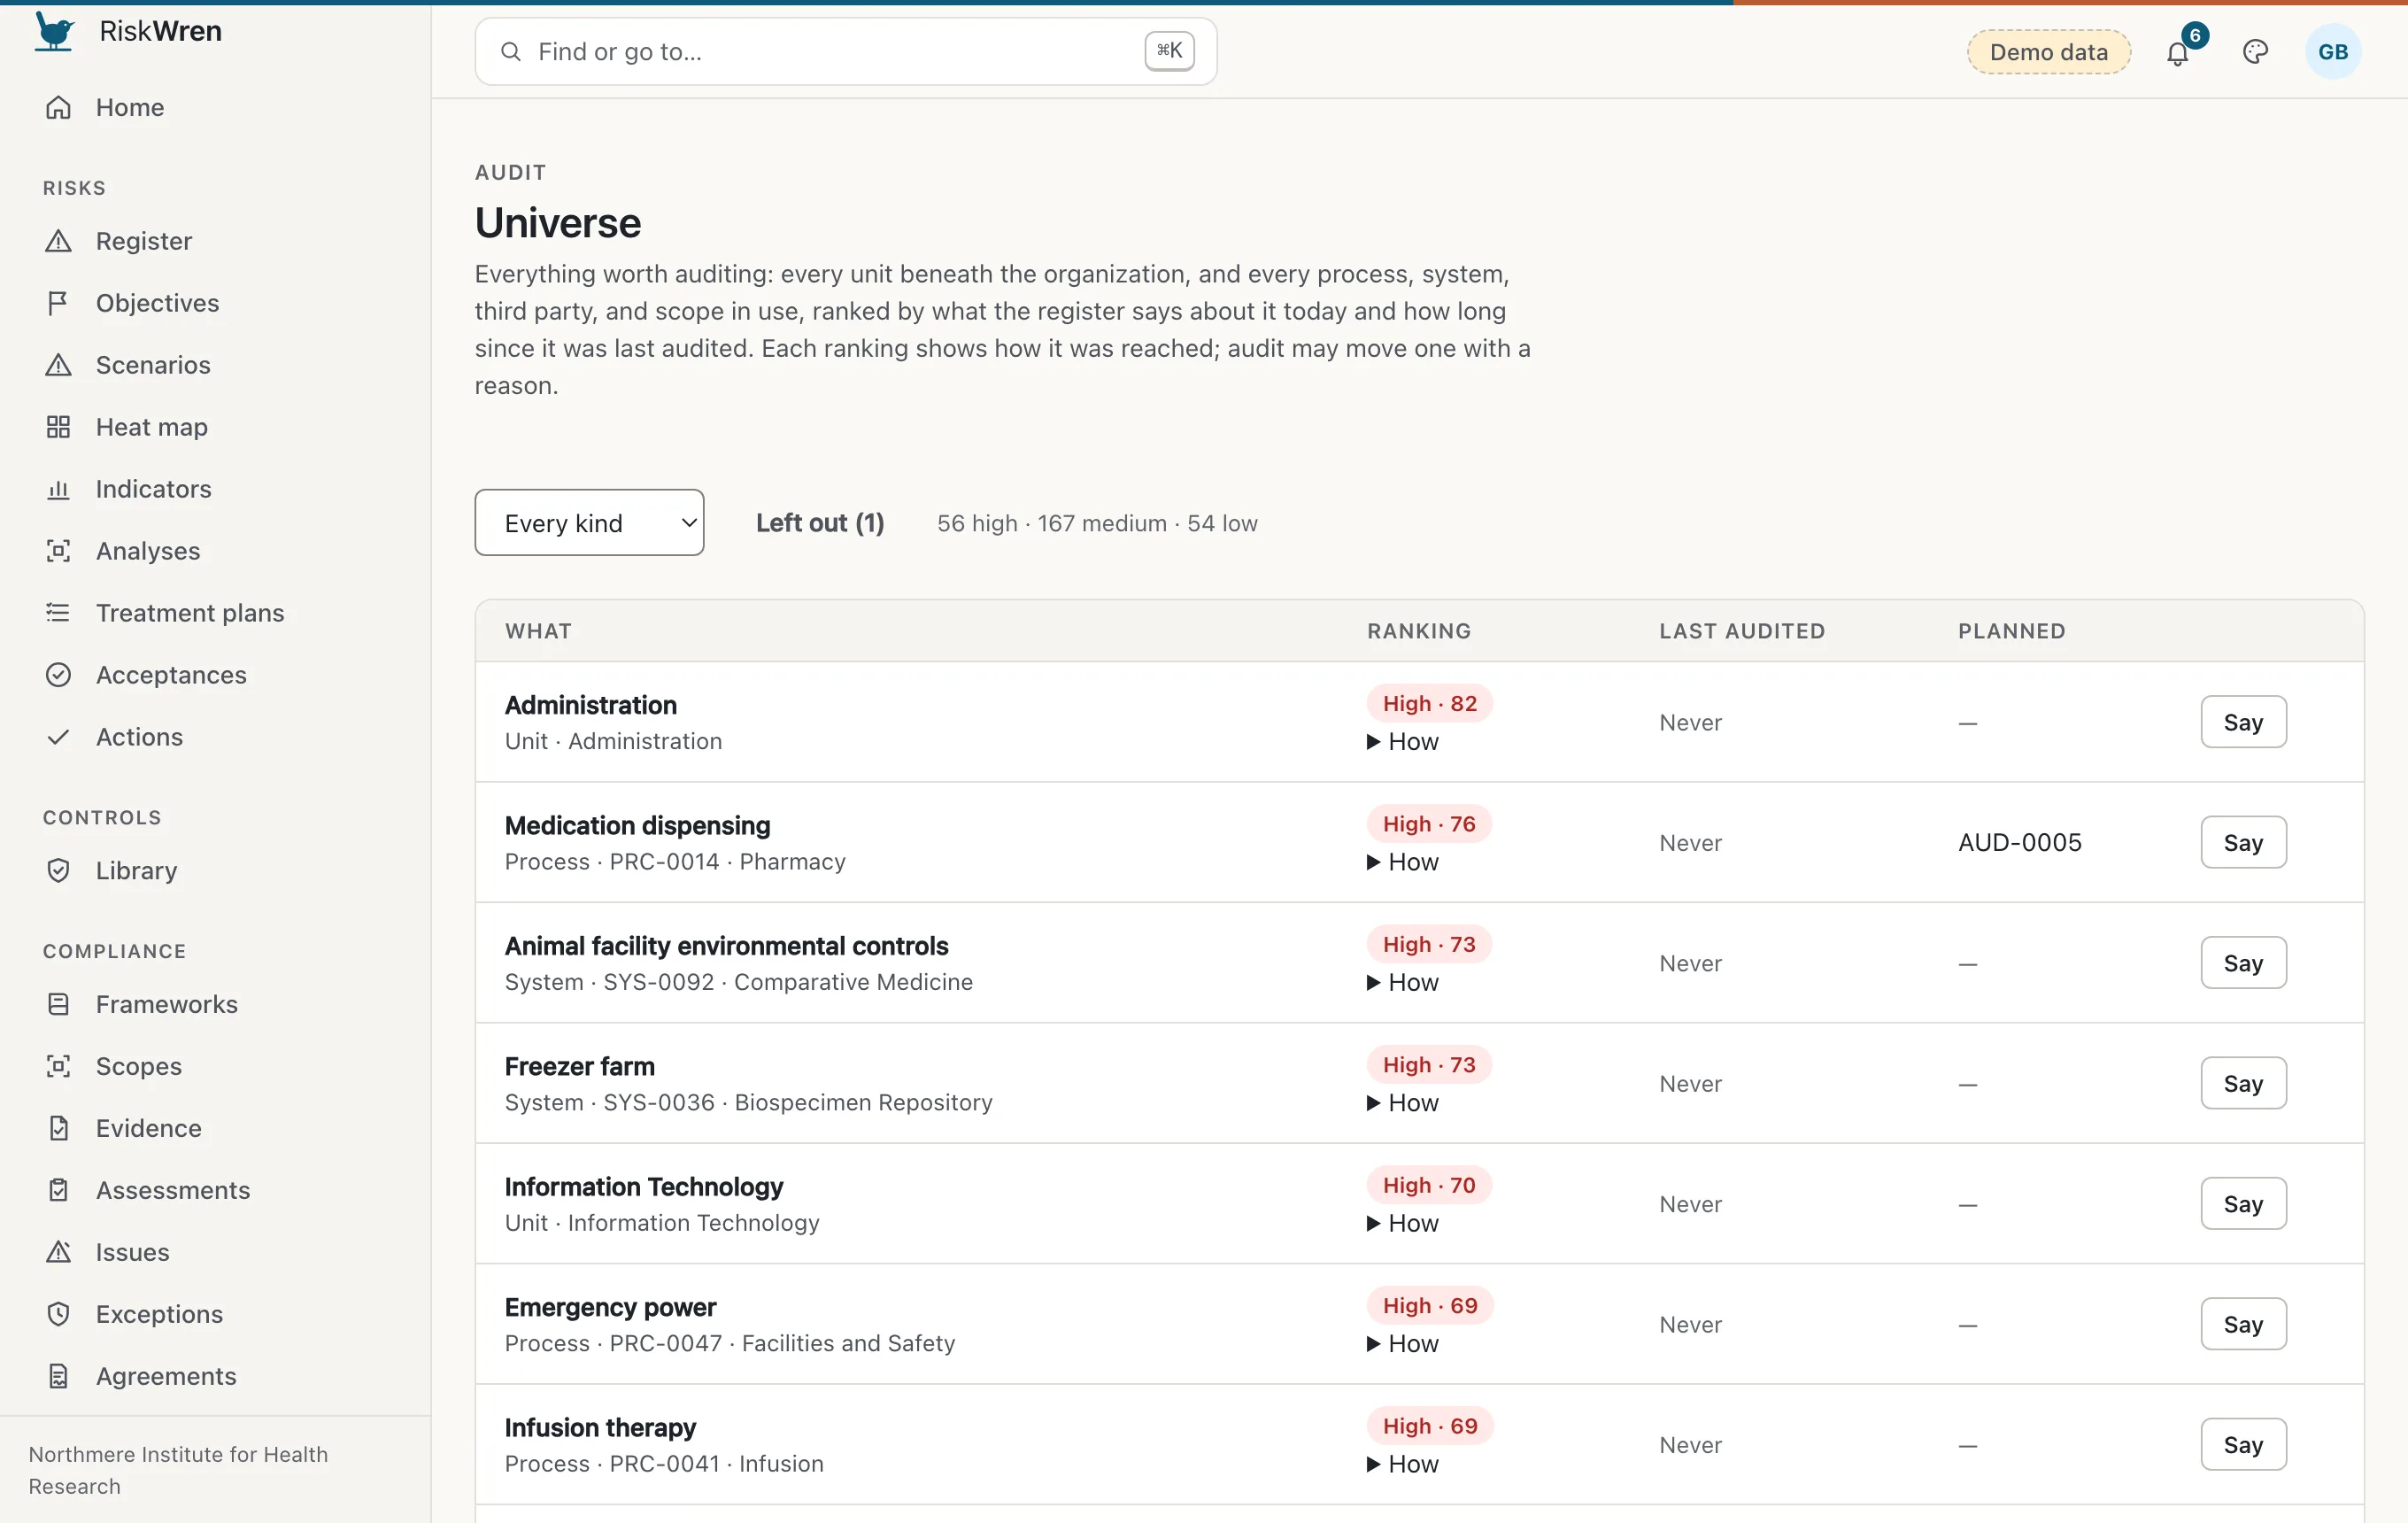 RiskWren
Find or go to...
⌘K
Demo data
6
GB
Home
RISKS
Register
Objectives
Scenarios
Heat map
Indicators
Analyses
Treatment plans
Acceptances
Actions
CONTROLS
Library
COMPLIANCE
Frameworks
Scopes
Evidence
Assessments
Issues
Exceptions
Agreements
Northmere Institute for Health
Research
AUDIT
Universe
Everything worth auditing: every unit beneath the organization, and every process, system,
third party, and scope in use, ranked by what the register says about it today and how long
since it was last audited. Each ranking shows how it was reached; audit may move one with a
reason.
Every kind
Left out (1)
56 high · 167 medium · 54 low
WHAT RANKING LAST AUDITED PLANNED
Administration
Unit · Administration
High · 82
▶ How
Never
—
Say
Medication dispensing
Process · PRC-0014 · Pharmacy
High · 76
▶ How
Never
AUD-0005
Say
Animal facility environmental controls
System · SYS-0092 · Comparative Medicine
High · 73
▶ How
Never
—
Say
Freezer farm
System · SYS-0036 · Biospecimen Repository
High · 73
▶ How
Never
—
Say
Information Technology
Unit · Information Technology
High · 70
▶ How
Never
—
Say
Emergency power
Process · PRC-0047 · Facilities and Safety
High · 69
▶ How
Never
—
Say
Infusion therapy
Process · PRC-0041 · Infusion
High · 69
▶ How
Never
—
Say